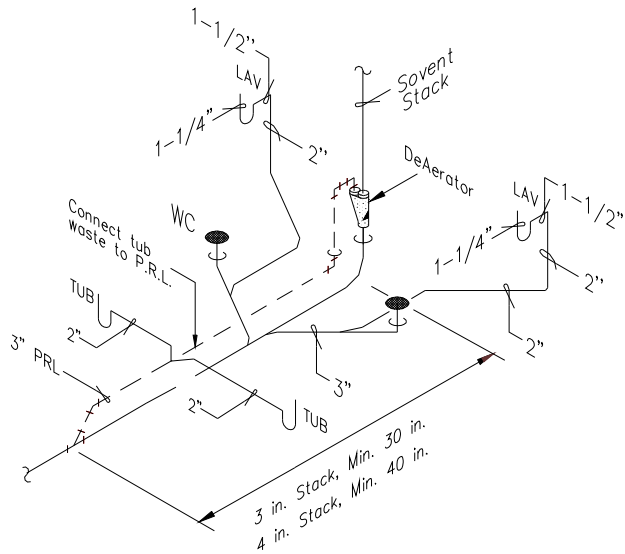 1-1/2"
LAV
1-1/4"
2"
Sovent
Stack
DeAerator
LAV
1-1/2"
1-1/4"
2"
2"
WC
Connect tub
waste to P.R.L.
TUB
2"
3" PRL
3"
2"
TUB
3 in. Stack, Min. 30 in.
4 in. Stack, Min. 40 in.